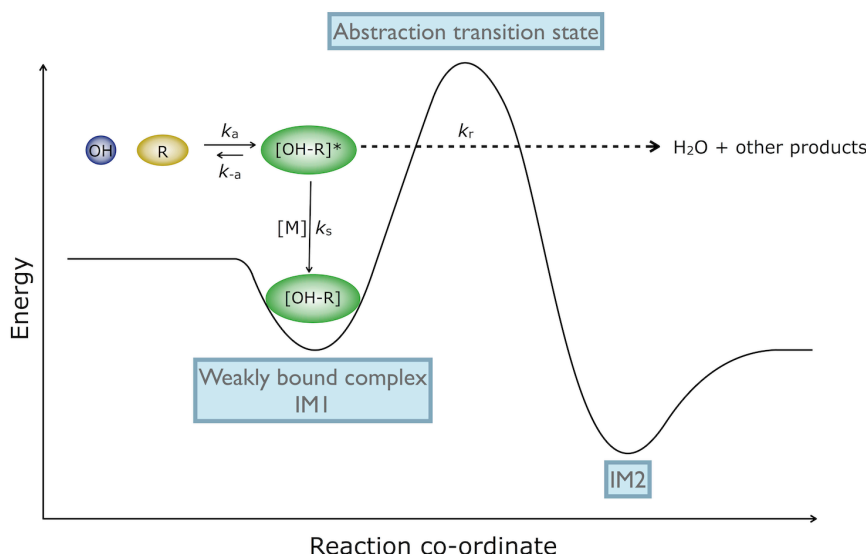 Abstraction transition state
OH
R
kₐ
k₋ₐ
[OH-R]*
kᵣ
H₂O + other products
[M]
kₛ
[OH-R]
Energy
Weakly bound complex
IM1
IM2
Reaction co-ordinate